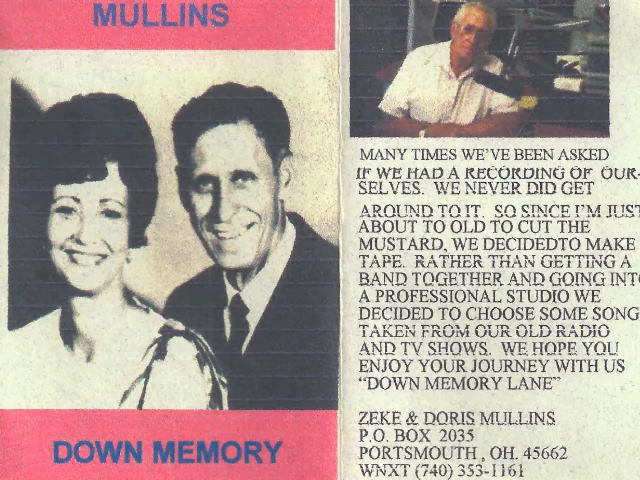 MULLINS
DOWN MEMORY
MANY TIMES WE'VE BEEN ASKED
IF WE HAD A RECORDING OF OUR-
SELVES. WE NEVER DID GET
AROUND TO IT. SO SINCE I'M JUST
ABOUT TO OLD TO CUT THE
MUSTARD, WE DECIDEDTO MAKE
TAPE. RATHER THAN GETTING A
BAND TOGETHER AND GOING INTO
A PROFESSIONAL STUDIO WE
DECIDED TO CHOOSE SOME SONG
TAKEN FROM OUR OLD RADIO
AND TV SHOWS. WE HOPE YOU
ENJOY YOUR JOURNEY WITH US
"DOWN MEMORY LANE"
ZEKE & DORIS MULLINS
P.O. BOX 2035
PORTSMOUTH, OH. 45662
WNXT (740) 353-1161